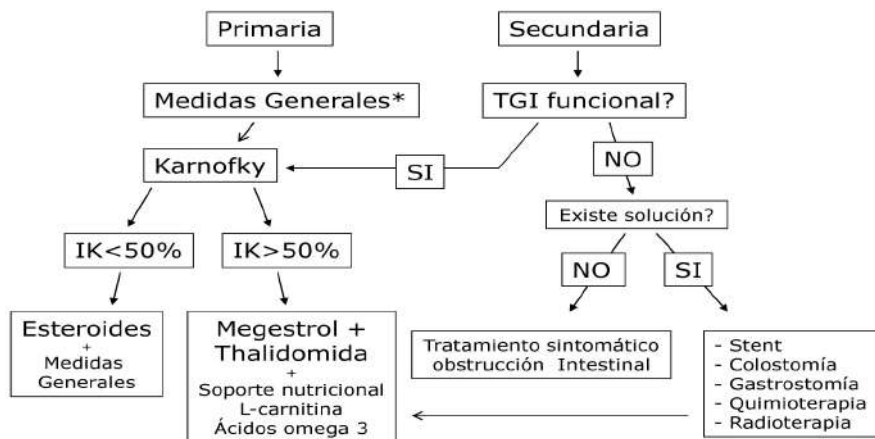 Primaria
Secundaria
Medidas Generales*
TGI funcional?
Karnofky
SI
NO
Existe solución?
IK<50%
IK>50%
NO
SI
Esteroides
+
Medidas
Generales
Megestrol +
Thalidomida
+
Soporte nutricional
L-carnitina
Ácidos omega 3
Tratamiento sintomático
obstrucción Intestinal
- Stent
- Colostomía
- Gastrostomía
- Quimioterapia
- Radioterapia